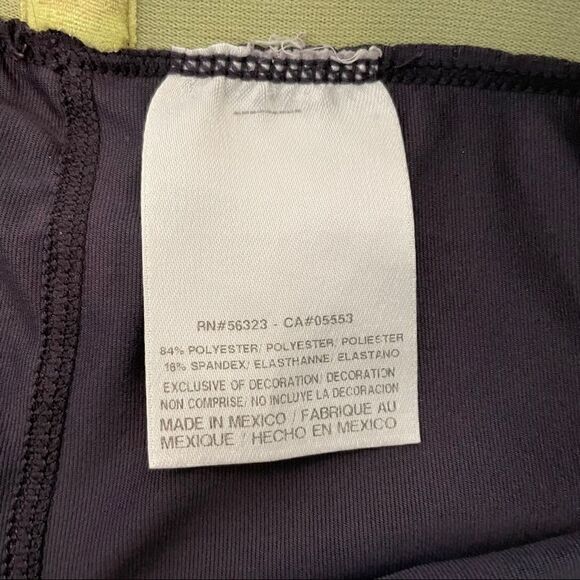 RN#56323 - CA#05553
84% POLYESTER/ POLYESTER/ POLIESTER
16% SPANDEX/ ELASTHANNE/ ELASTANO
EXCLUSIVE OF DECORATION/ DECORATION
NON COMPRISE/ NO INCLUYE LA DECORACION
MADE IN MEXICO / FABRIQUE AU
MEXIQUE / HECHO EN MEXICO